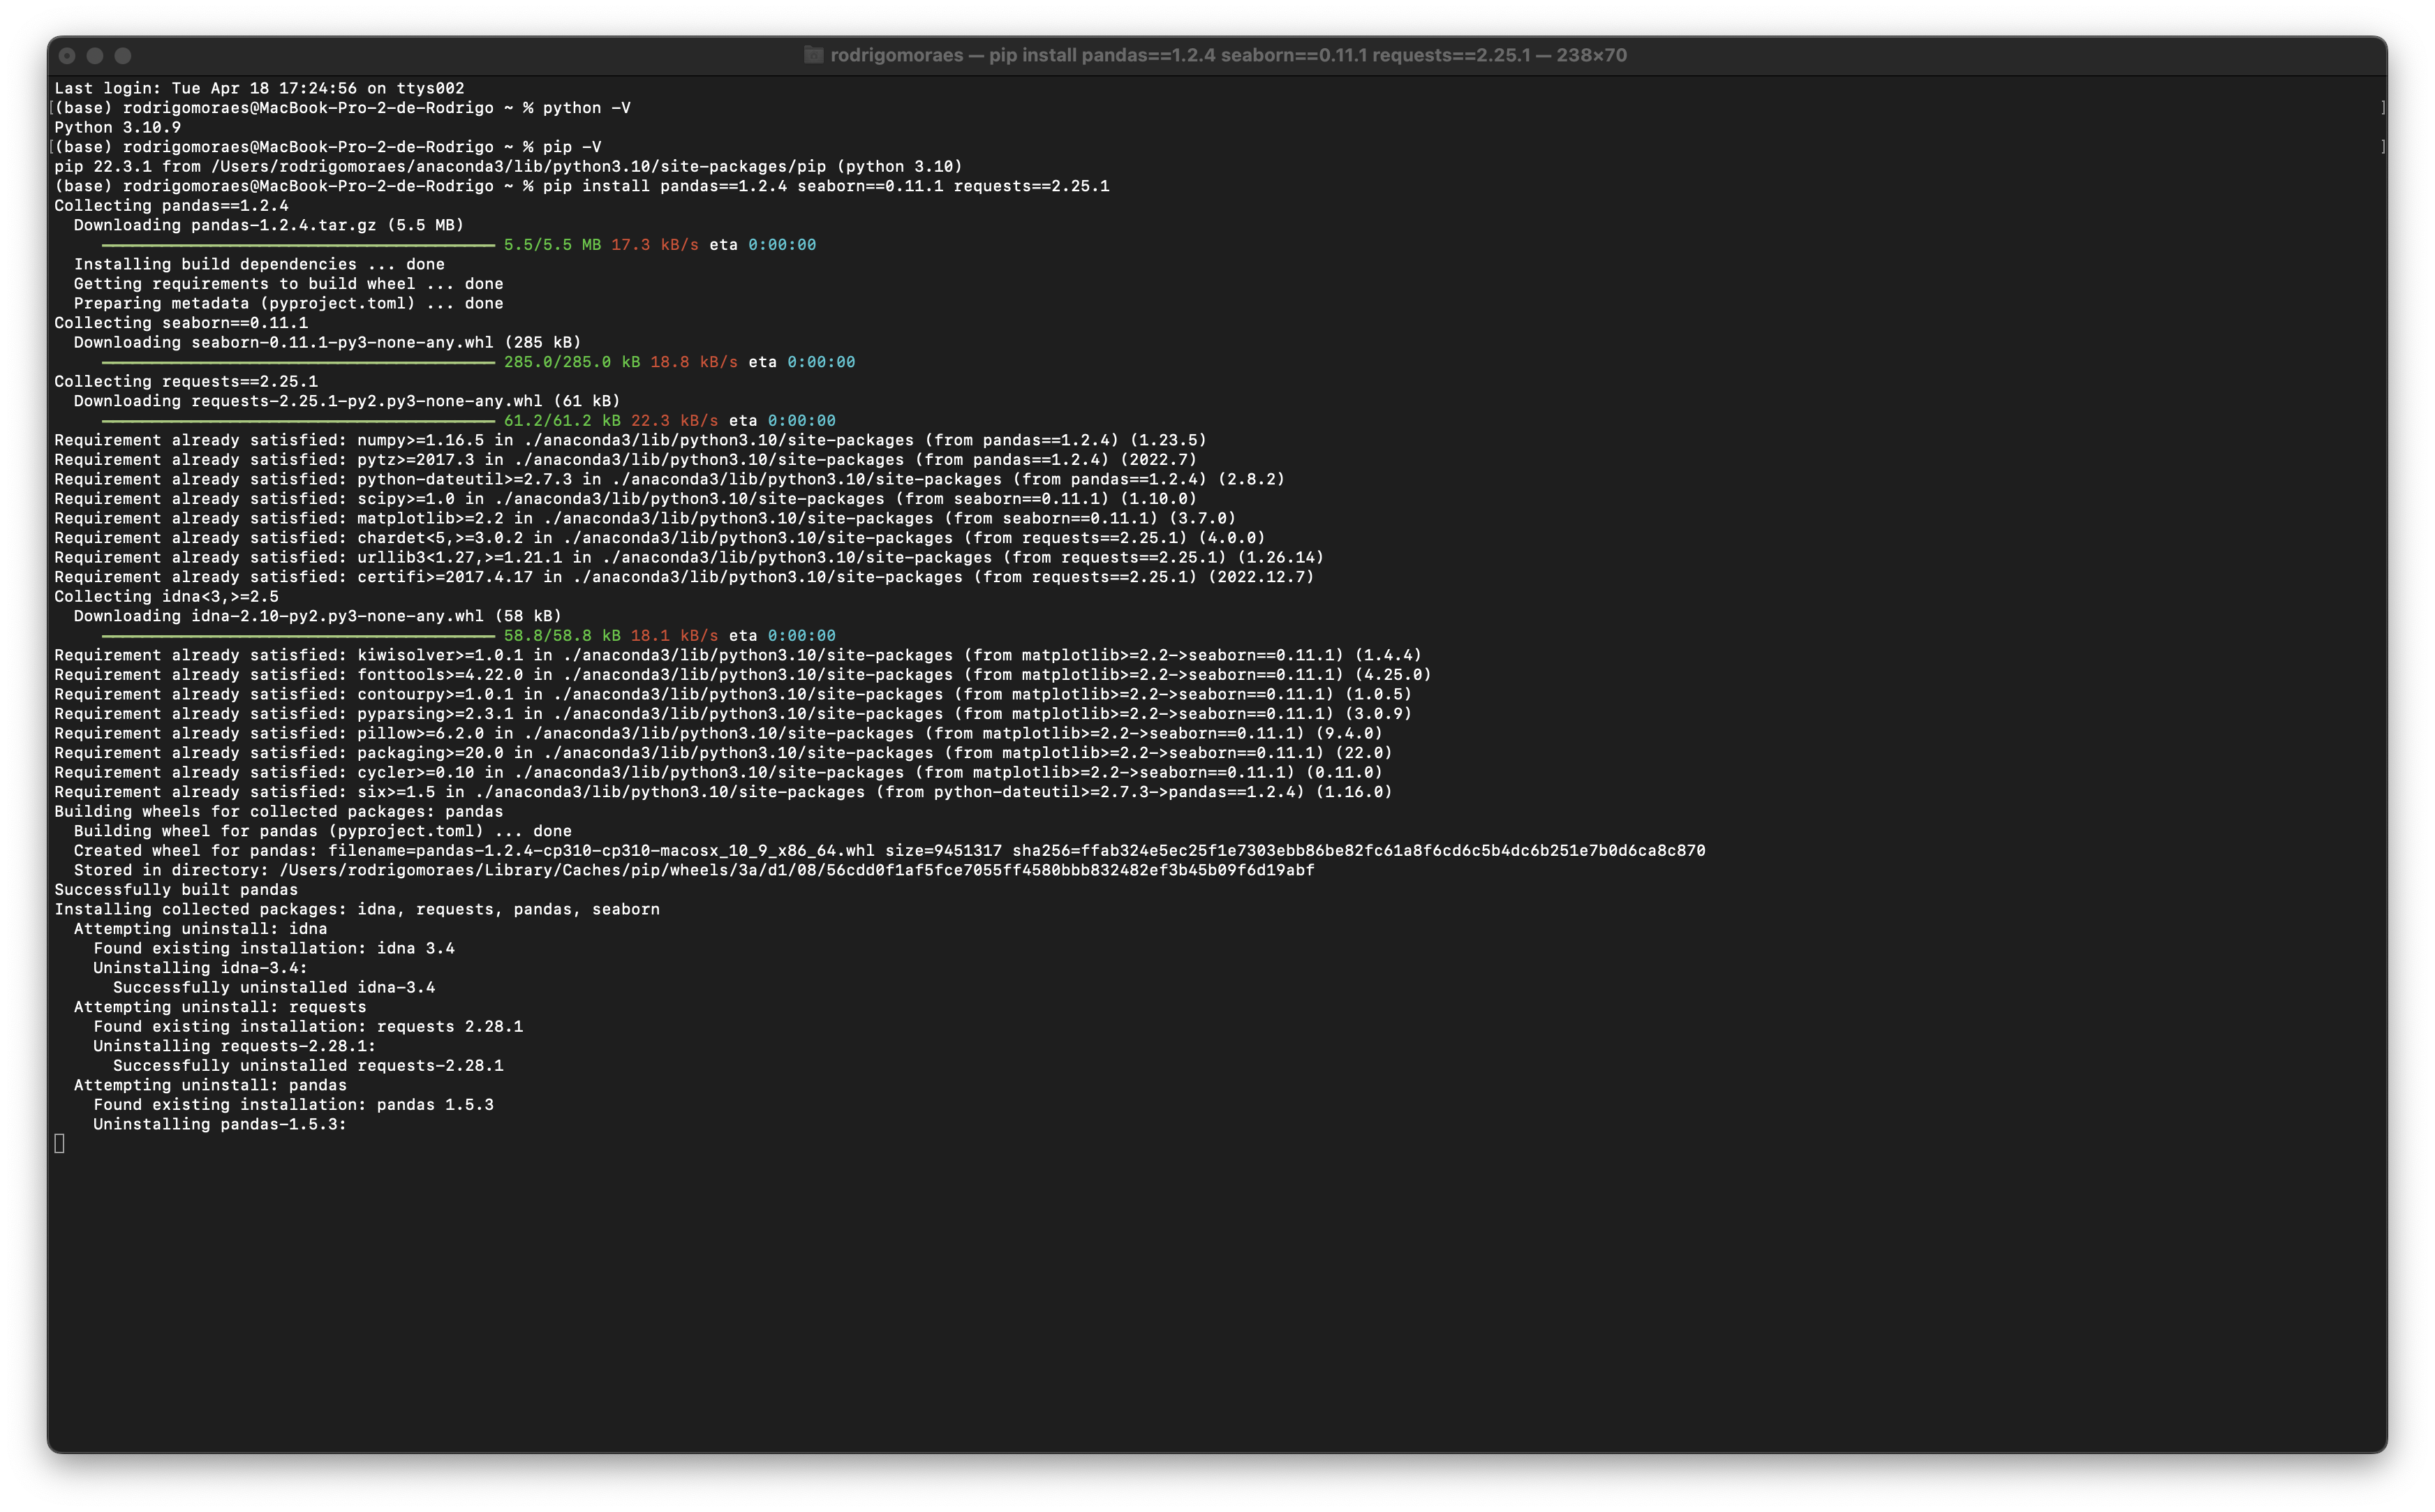 rodrigomoraes — pip install pandas==1.2.4 seaborn==0.11.1 requests==2.25.1 — 238×70
Last login: Tue Apr 18 17:24:56 on ttys002
[(base) rodrigomoraes@MacBook-Pro-2-de-Rodrigo ~ % python -V ]
Python 3.10.9
[(base) rodrigomoraes@MacBook-Pro-2-de-Rodrigo ~ % pip -V ]
pip 22.3.1 from /Users/rodrigomoraes/anaconda3/lib/python3.10/site-packages/pip (python 3.10)
(base) rodrigomoraes@MacBook-Pro-2-de-Rodrigo ~ % pip install pandas==1.2.4 seaborn==0.11.1 requests==2.25.1
Collecting pandas==1.2.4
  Downloading pandas-1.2.4.tar.gz (5.5 MB)
5.5/5.5 MB 17.3 kB/s eta 0:00:00
  Installing build dependencies ... done
  Getting requirements to build wheel ... done
  Preparing metadata (pyproject.toml) ... done
Collecting seaborn==0.11.1
  Downloading seaborn-0.11.1-py3-none-any.whl (285 kB)
285.0/285.0 kB 18.8 kB/s eta 0:00:00
Collecting requests==2.25.1
  Downloading requests-2.25.1-py2.py3-none-any.whl (61 kB)
61.2/61.2 kB 22.3 kB/s eta 0:00:00
Requirement already satisfied: numpy>=1.16.5 in ./anaconda3/lib/python3.10/site-packages (from pandas==1.2.4) (1.23.5)
Requirement already satisfied: pytz>=2017.3 in ./anaconda3/lib/python3.10/site-packages (from pandas==1.2.4) (2022.7)
Requirement already satisfied: python-dateutil>=2.7.3 in ./anaconda3/lib/python3.10/site-packages (from pandas==1.2.4) (2.8.2)
Requirement already satisfied: scipy>=1.0 in ./anaconda3/lib/python3.10/site-packages (from seaborn==0.11.1) (1.10.0)
Requirement already satisfied: matplotlib>=2.2 in ./anaconda3/lib/python3.10/site-packages (from seaborn==0.11.1) (3.7.0)
Requirement already satisfied: chardet<5,>=3.0.2 in ./anaconda3/lib/python3.10/site-packages (from requests==2.25.1) (4.0.0)
Requirement already satisfied: urllib3<1.27,>=1.21.1 in ./anaconda3/lib/python3.10/site-packages (from requests==2.25.1) (1.26.14)
Requirement already satisfied: certifi>=2017.4.17 in ./anaconda3/lib/python3.10/site-packages (from requests==2.25.1) (2022.12.7)
Collecting idna<3,>=2.5
  Downloading idna-2.10-py2.py3-none-any.whl (58 kB)
58.8/58.8 kB 18.1 kB/s eta 0:00:00
Requirement already satisfied: kiwisolver>=1.0.1 in ./anaconda3/lib/python3.10/site-packages (from matplotlib>=2.2->seaborn==0.11.1) (1.4.4)
Requirement already satisfied: fonttools>=4.22.0 in ./anaconda3/lib/python3.10/site-packages (from matplotlib>=2.2->seaborn==0.11.1) (4.25.0)
Requirement already satisfied: contourpy>=1.0.1 in ./anaconda3/lib/python3.10/site-packages (from matplotlib>=2.2->seaborn==0.11.1) (1.0.5)
Requirement already satisfied: pyparsing>=2.3.1 in ./anaconda3/lib/python3.10/site-packages (from matplotlib>=2.2->seaborn==0.11.1) (3.0.9)
Requirement already satisfied: pillow>=6.2.0 in ./anaconda3/lib/python3.10/site-packages (from matplotlib>=2.2->seaborn==0.11.1) (9.4.0)
Requirement already satisfied: packaging>=20.0 in ./anaconda3/lib/python3.10/site-packages (from matplotlib>=2.2->seaborn==0.11.1) (22.0)
Requirement already satisfied: cycler>=0.10 in ./anaconda3/lib/python3.10/site-packages (from matplotlib>=2.2->seaborn==0.11.1) (0.11.0)
Requirement already satisfied: six>=1.5 in ./anaconda3/lib/python3.10/site-packages (from python-dateutil>=2.7.3->pandas==1.2.4) (1.16.0)
Building wheels for collected packages: pandas
  Building wheel for pandas (pyproject.toml) ... done
  Created wheel for pandas: filename=pandas-1.2.4-cp310-cp310-macosx_10_9_x86_64.whl size=9451317 sha256=ffab324e5ec25f1e7303ebb86be82fc61a8f6cd6c5b4dc6b251e7b0d6ca8c870
  Stored in directory: /Users/rodrigomoraes/Library/Caches/pip/wheels/3a/d1/08/56cdd0f1af5fce7055ff4580bbb832482ef3b45b09f6d19abf
Successfully built pandas
Installing collected packages: idna, requests, pandas, seaborn
  Attempting uninstall: idna
    Found existing installation: idna 3.4
    Uninstalling idna-3.4:
      Successfully uninstalled idna-3.4
  Attempting uninstall: requests
    Found existing installation: requests 2.28.1
    Uninstalling requests-2.28.1:
      Successfully uninstalled requests-2.28.1
  Attempting uninstall: pandas
    Found existing installation: pandas 1.5.3
    Uninstalling pandas-1.5.3: